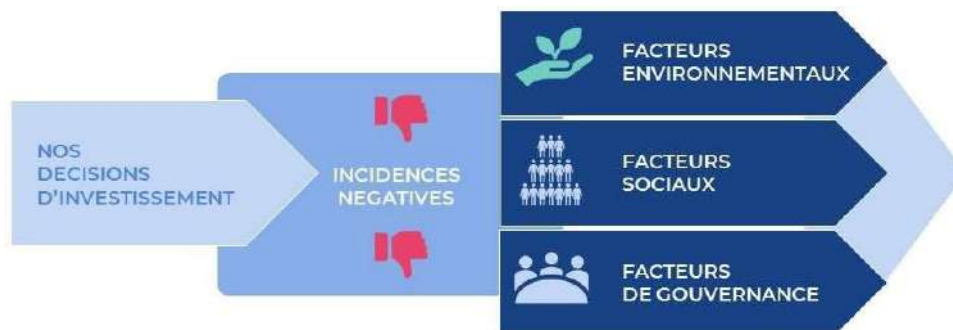 NOS
DECISIONS
D'INVESTISSEMENT
INCIDENCES
NEGATIVES
FACTEURS
ENVIRONNEMENTAUX
FACTEURS
SOCIAUX
FACTEURS
DE GOUVERNANCE